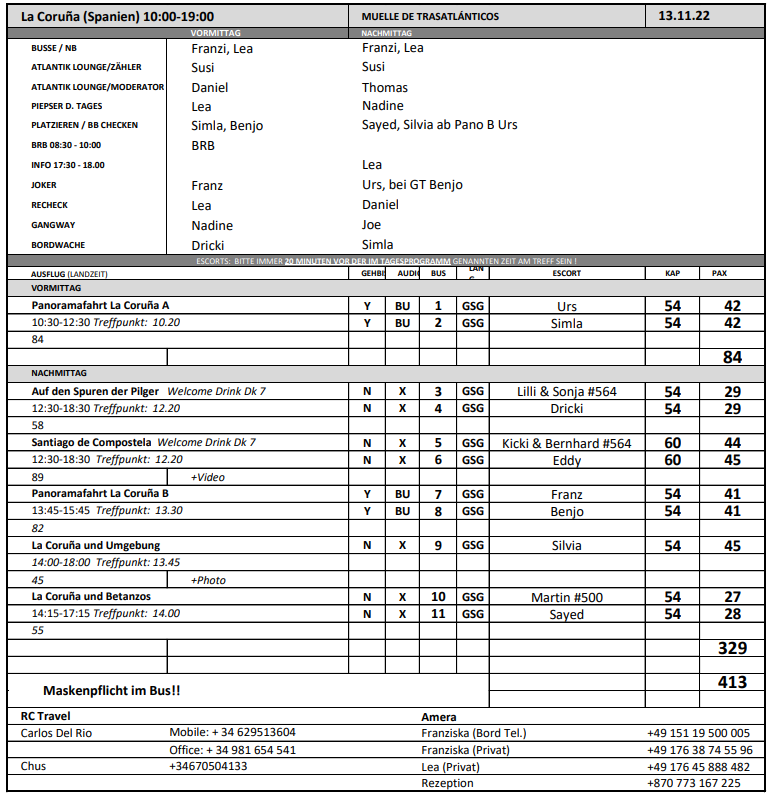 La Coruña (Spanien) 10:00-19:00 MUELLE DE TRASATLÁNTICOS 13.11.22
VORMITTAG NACHMITTAG
BUSSE / NB Franzi, Lea Franzi, Lea
ATLANTIK LOUNGE/ZÄHLER Susi Susi
ATLANTIK LOUNGE/MODERATOR Daniel Thomas
PIEPSER D. TAGES Lea Nadine
PLATZIEREN / BB CHECKEN Simla, Benjo Sayed, Silvia ab Pano B Urs
BRB 08:30 - 10:00 BRB
INFO 17:30 - 18.00 Lea
JOKER Franz Urs, bei GT Benjo
RECHECK Lea Daniel
GANGWAY Nadine Joe
BORDWACHE Dricki Simla
ESCORTS: BITTE IMMER 20 MINUTEN VOR DER IM TAGESPROGRAMM GENANNTEN ZEIT AM TREFF SEIN !
AUSFLUG (LANDZEIT) GEHBE AUDIO BUS LAN ESCORT KAP PAX
VORMITTAG
Panoramafahrt La Coruña A Y BU 1 GSG Urs 54 42
10:30-12:30 Treffpunkt: 10.20 Y BU 2 GSG Simla 54 42
84
84
NACHMITTAG
Auf den Spuren der Pilger Welcome Drink Dk 7 N X 3 GSG Lilli & Sonja #564 54 29
12:30-18:30 Treffpunkt: 12.20 N X 4 GSG Dricki 54 29
58
Santiago de Compostela Welcome Drink Dk 7 N X 5 GSG Kicki & Bernhard #564 60 44
12:30-18:30 Treffpunkt: 12.20 N X 6 GSG Eddy 60 45
89 +Video
Panoramafahrt La Coruña B Y BU 7 GSG Franz 54 41
13:45-15:45 Treffpunkt: 13.30 Y BU 8 GSG Benjo 54 41
82
La Coruña und Umgebung N X 9 GSG Silvia 54 45
14:00-18:00 Treffpunkt: 13.45
45 +Photo
La Coruña und Betanzos N X 10 GSG Martin #500 54 27
14:15-17:15 Treffpunkt: 14.00 N X 11 GSG Sayed 54 28
55
329
413
Maskenpflicht im Bus!!
RC Travel Amera
Carlos Del Rio Mobile: + 34 629513604 Franziska (Bord Tel.) +49 151 19 500 005
Office: + 34 981 654 541 Franziska (Privat) +49 176 38 74 55 96
Chus +34670504133 Lea (Privat) +49 176 45 888 482
Rezeption +870 773 167 225